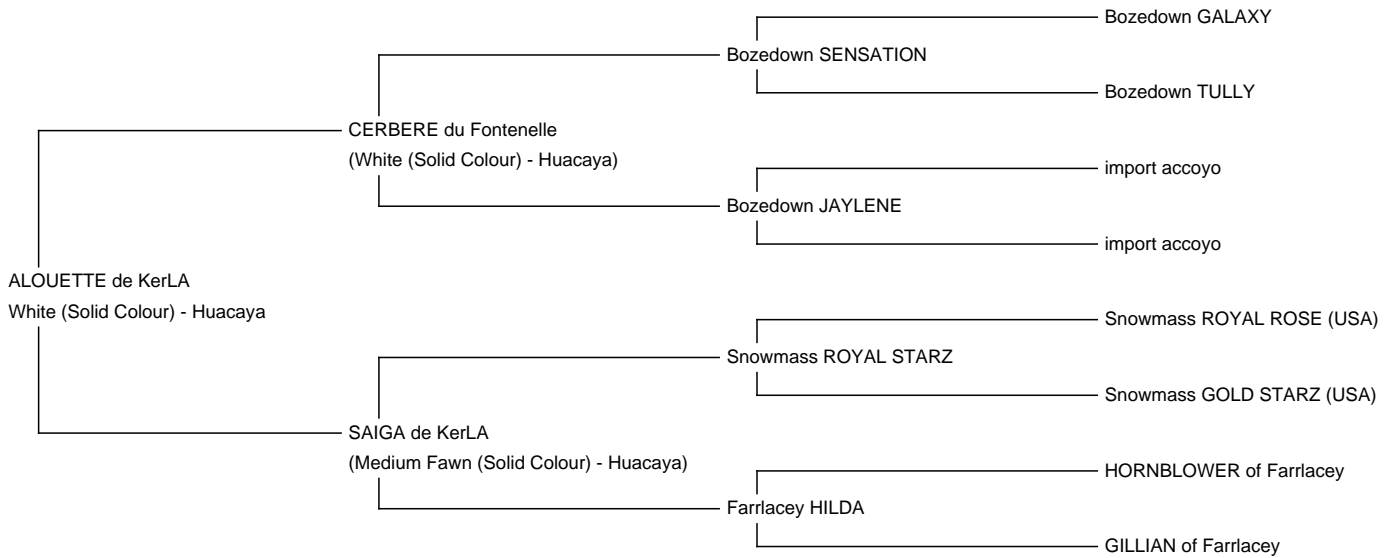 Bozedown GALAXY
Bozedown SENSATION
Bozedown TULLY
CERBERE du Fontenelle
(White (Solid Colour) - Huacaya)
import accoyo
Bozedown JAYLENE
import accoyo
ALOUETTE de KerLA
White (Solid Colour) - Huacaya
Snowmass ROYAL ROSE (USA)
Snowmass ROYAL STARZ
Snowmass GOLD STARZ (USA)
SAIGA de KerLA
(Medium Fawn (Solid Colour) - Huacaya)
HORNBLOWER of Farrlacey
Farrlacey HILDA
GILLIAN of Farrlacey